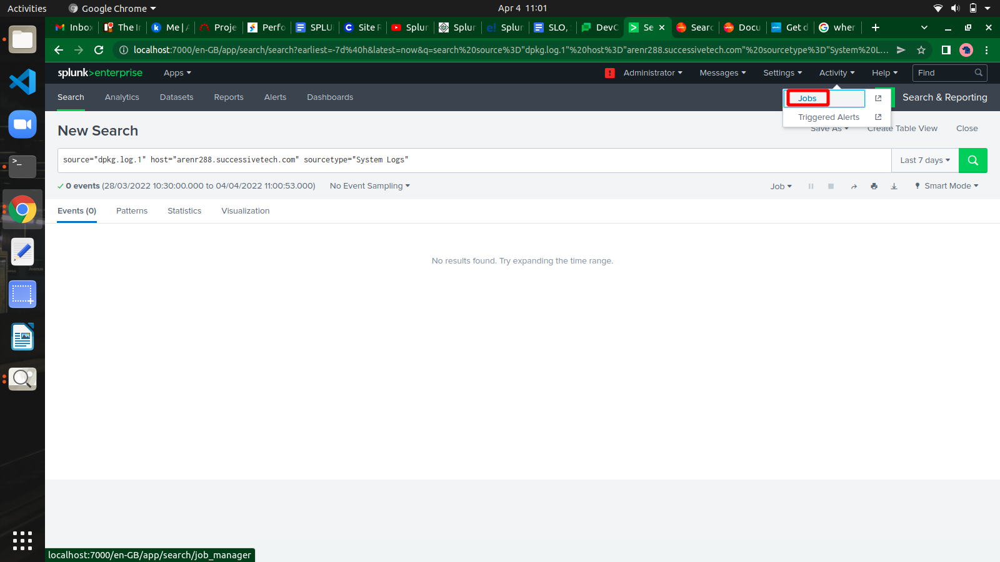 Activities
Google Chrome
Apr 4 11:01
Inbox
The In
Me | A
Proje
Perfo
SPLU
Site R
Splun
Splun
Splun
SLO,
DevO
Se
Searc
Docu
Get d
wher
localhost:7000/en-GB/app/search/search?earliest=-7d%40h&latest=now&q=search%20source%3D"dpkg.log.1"%20host%3D"arenr288.successivetech.com"%20sourcetype%3D"System%20L...
splunk>enterprise
Apps
Administrator
Messages
Settings
Activity
Help
Find
Search
Analytics
Datasets
Reports
Alerts
Dashboards
Jobs
Search & Reporting
Triggered Alerts
New Search
Save As
Create Table View
Close
source="dpkg.log.1" host="arenr288.successivetech.com" sourcetype="System Logs"
Last 7 days
0 events (28/03/2022 10:30:00.000 to 04/04/2022 11:00:53.000)
No Event Sampling
Job
Smart Mode
Events (0)
Patterns
Statistics
Visualization
No results found. Try expanding the time range.
localhost:7000/en-GB/app/search/job_manager